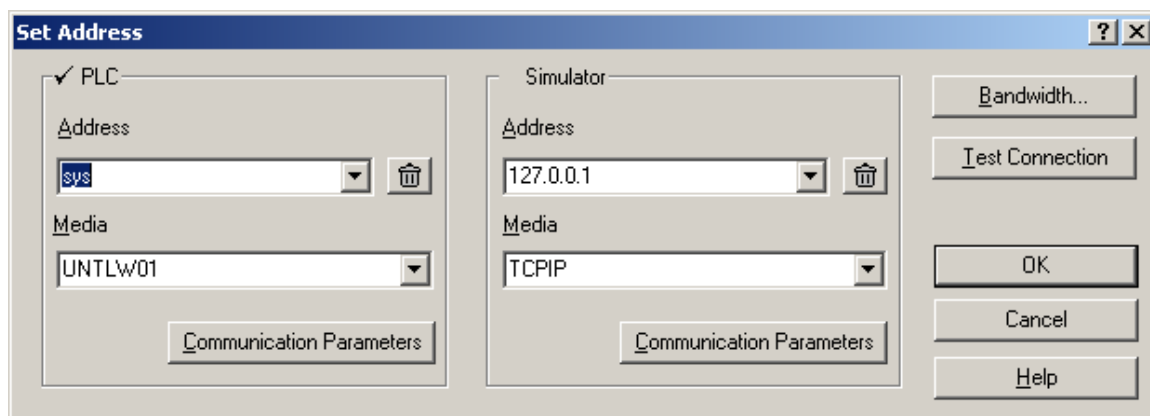 Set Address
PLC
Address
sys
Media
UNTLW01
Communication Parameters
Simulator
Address
127.0.0.1
Media
TCPIP
Communication Parameters
Bandwidth...
Test Connection
OK
Cancel
Help